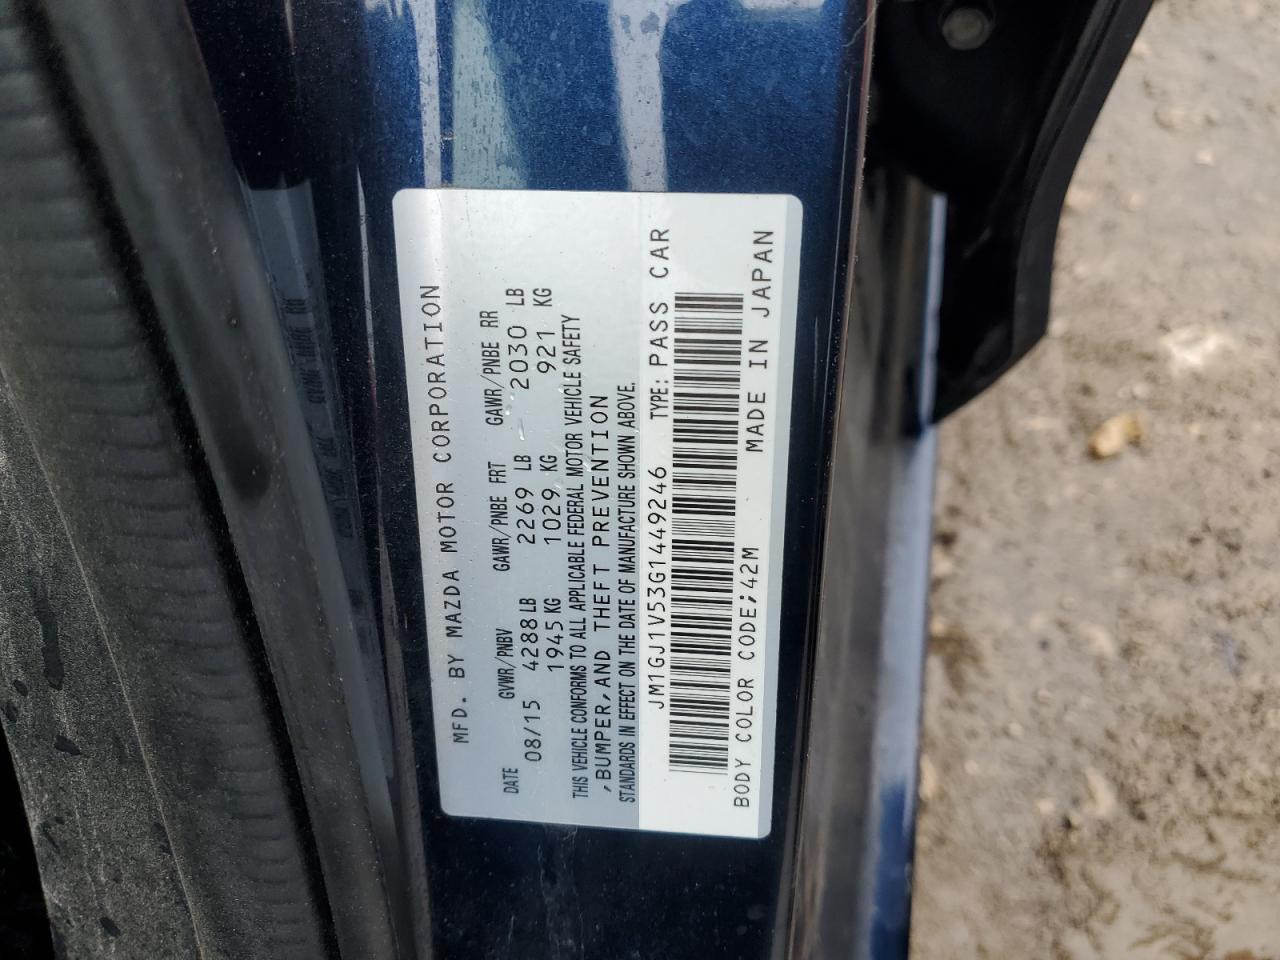 MFD. BY MAZDA MOTOR CORPORATION
DATE GVWR/PNBV GAWR/PNBE FRT GAWR/PNBE RR
08/15 4288 LB 2269 LB 2030 LB
1945 KG 1029 KG 921 KG
THIS VEHICLE CONFORMS TO ALL APPLICABLE FEDERAL MOTOR VEHICLE SAFETY
,BUMPER,AND THEFT PREVENTION
STANDARDS IN EFFECT ON THE DATE OF MANUFACTURE SHOWN ABOVE.
JM1GJ1V53G1449246 TYPE: PASS CAR
BODY COLOR CODE;42M MADE IN JAPAN